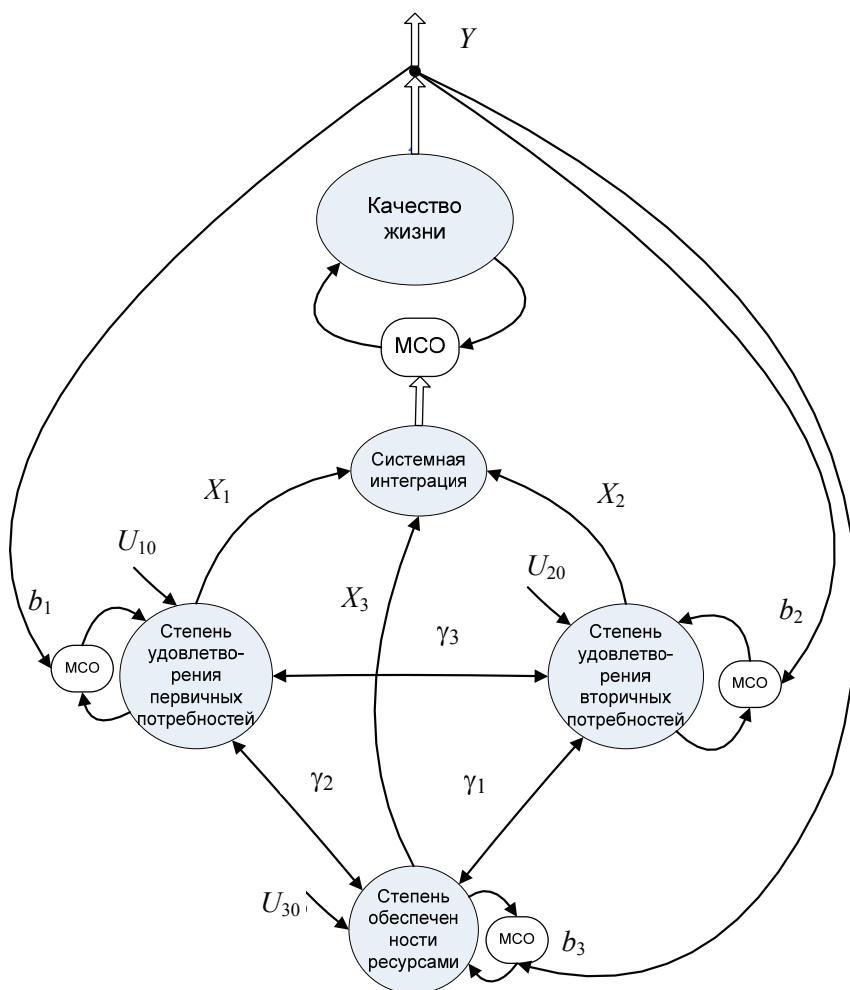 Y
Качество
жизни
МСО
Системная
интеграция
X1
X2
U10
X3
U20
b1
γ3
b2
Степень
удовлетво-
рения
первичных
потребностей
МСО
Степень
удовлетво-
рения
вторичных
потребностей
МСО
γ2
γ1
U30
Степень
обеспечен
ности
ресурсами
МСО
b3